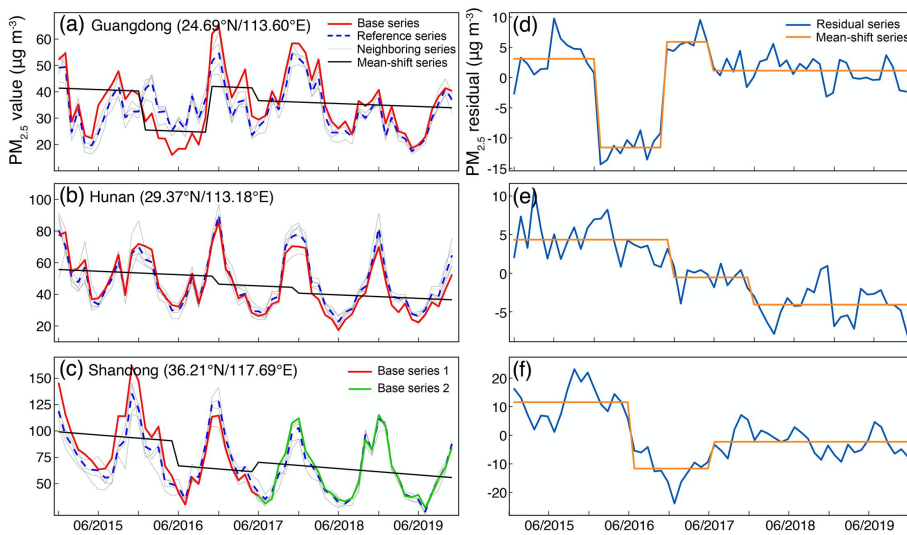 (a) Guangdong (24.69°N/113.60°E)
Base series
Reference series
Neighboring series
Mean-shift series
PM2.5 value (μg m-3)
60
50
40
30
20
(b) Hunan (29.37°N/113.18°E)
100
80
60
40
20
(c) Shandong (36.21°N/117.69°E)
Base series 1
Base series 2
150
125
100
75
50
06/2015
06/2016
06/2017
06/2018
06/2019
(d)
Residual series
Mean-shift series
PM2.5 residual (μg m-3)
10
5
0
-5
-10
-15
(e)
10
5
0
-5
(f)
20
10
0
-10
-20
06/2015
06/2016
06/2017
06/2018
06/2019